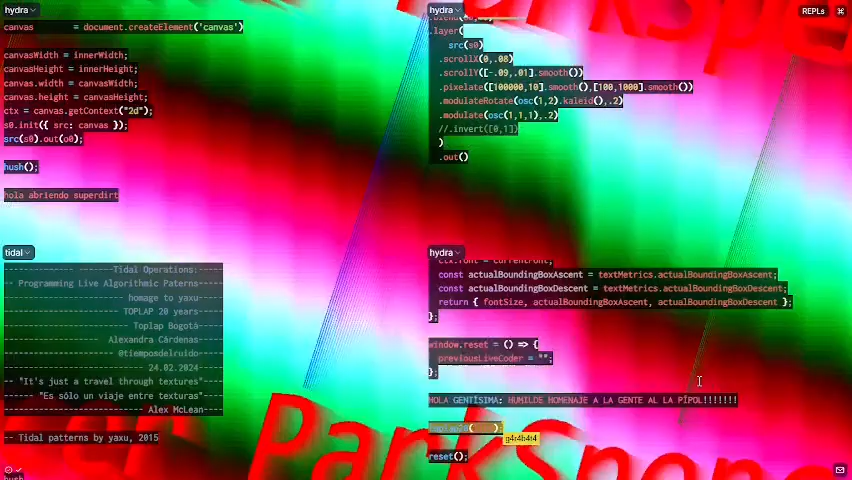 hydra
canvas = document.createElement('canvas')
canvasWidth = innerWidth;
canvasHeight = innerHeight;
canvas.width = canvasWidth;
canvas.height = canvasHeight;
ctx = canvas.getContext("2d");
s0.init({ src: canvas });
src(s0).out(o0);
hush();
hola abriendo superdirt
hydra
REPLs
.layer(
src(s0)
.scrollX(0,.08)
.scrollY([-.09,.01].smooth())
.pixelate([100000,10].smooth(),[100,1000].smooth())
.modulateRotate(osc(1,2).kaleid(),.2)
.modulate(osc(1,1,1),.2)
//.invert([0,1])
)
.out()
tidal
------------------Tidal Operations:
-- Programming Live Algorithmic Paterns---
homage to yaxu---
TOPLAP 20 years-----
Toplap Bogotá-----
Alexandra Cárdenas-----
@tiemposdelruido-----
24.02.2024-----
-- "It's just a travel through textures"-----
-- "Es sólo un viaje entre texturas"-----
Alex McLean-----
-- Tidal patterns by yaxu, 2015
hush
hydra
ctx.font = currentFont;
const actualBoundingBoxAscent = textMetrics.actualBoundingBoxAscent;
const actualBoundingBoxDescent = textMetrics.actualBoundingBoxDescent;
return { fontSize, actualBoundingBoxAscent, actualBoundingBoxDescent };
};
window.reset = () => {
previousLiveCoder = "";
};
HOLA GENTÍSIMA: HUMILDE HOMENAJE A LA GENTE AL LA PÍPOL!!!!!!!
g4r4b4t4
reset();